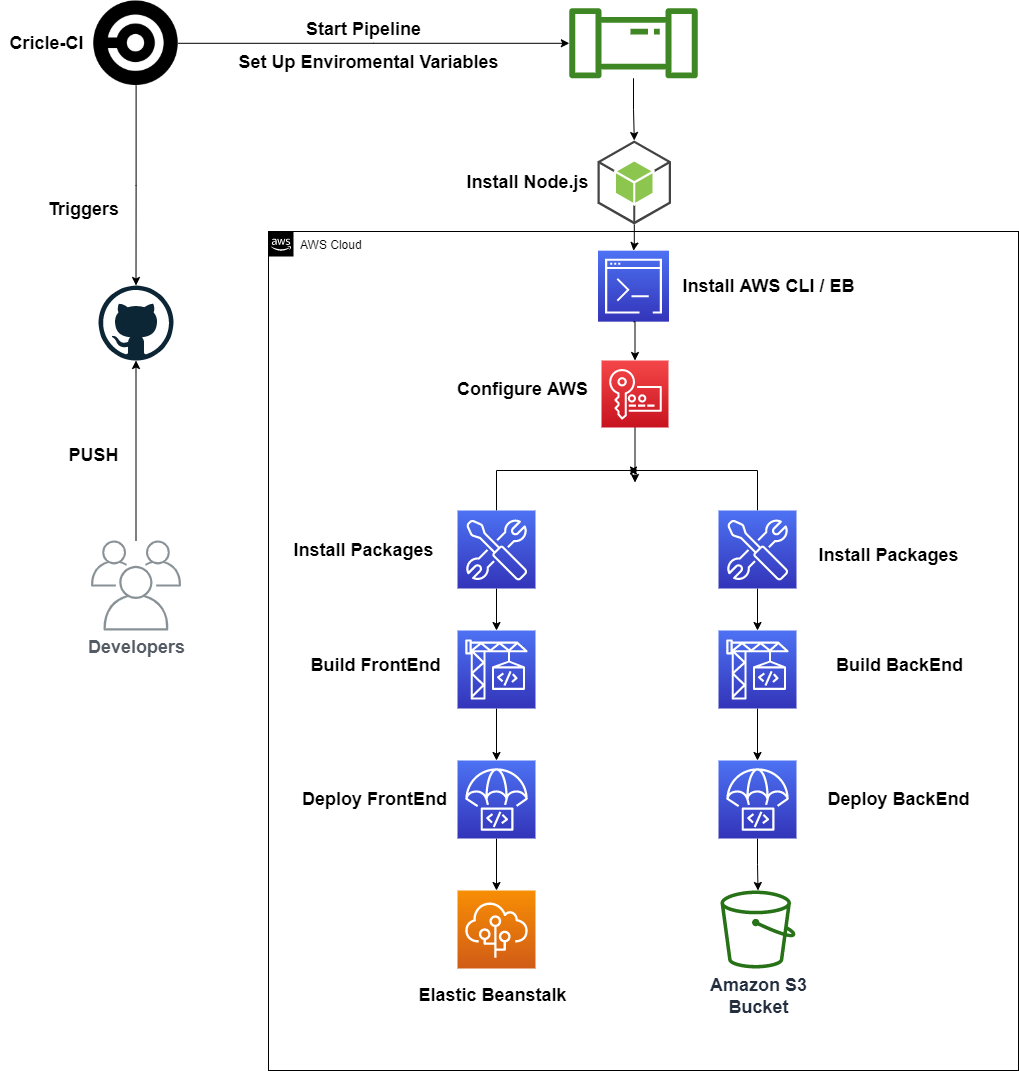 Cricle-CI
Start Pipeline
Set Up Enviromental Variables
Install Node.js
Triggers
aws
AWS Cloud
Install AWS CLI / EB
Configure AWS
PUSH
Developers
Install Packages
Install Packages
Build FrontEnd
Build BackEnd
Deploy FrontEnd
Deploy BackEnd
Elastic Beanstalk
Amazon S3
Bucket